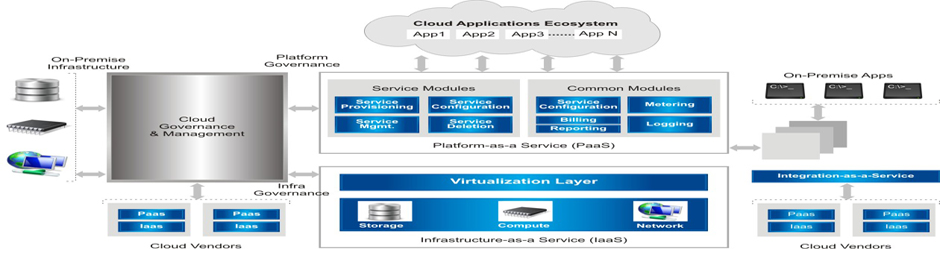 Cloud Applications Ecosystem
App1 App2 App3 ------- App N
On-Premise
Infrastructure
Platform
Governance
Cloud
Governance
& Management
Infra
Governance
Paas Paas
Iaas Iaas
Cloud Vendors
Service Modules
Service
Provisioning
Service
Configuration
Service
Mgmt.
Service
Deletion
Common Modules
Service
Configuration
Metering
Billing
Reporting
Logging
Platform-as-a Service (PaaS)
Virtualization Layer
Storage Compute Network
Infrastructure-as-a Service (IaaS)
On-Premise Apps
C:\>_ C:\>_ C:\>_
Integration-as-a-Service
Paas Paas
Iaas Iaas
Cloud Vendors